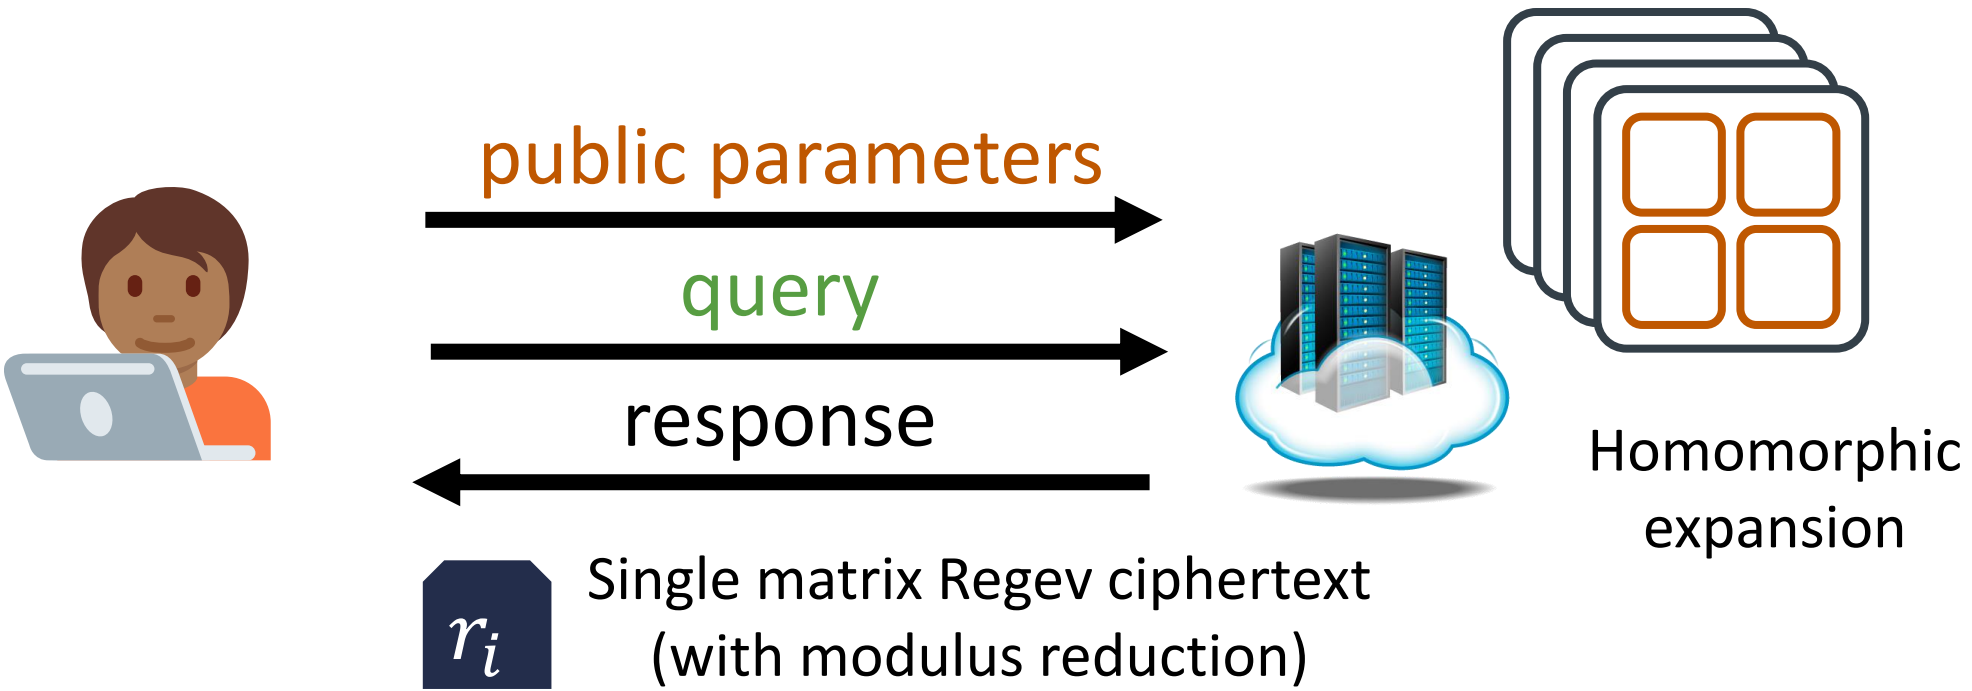 public parameters
query
response
Homomorphic
expansion
Single matrix Regev ciphertext
(with modulus reduction)
r_i